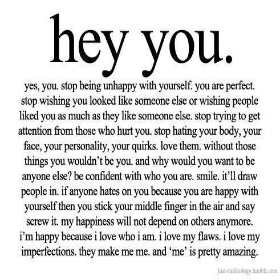 hey you.
yes, you. stop being unhappy with yourself. you are perfect.
stop wishing you looked like someone else or wishing people
liked you as much as they like someone else. stop trying to get
attention from those who hurt you. stop hating your body, your
face, your personality, your quirks. love them. without those
things you wouldn't be you. and why would you want to be
anyone else? be confident with who you are. smile. it'll draw
people in. if anyone hates on you because you are happy with
yourself then you stick your middle finger in the air and say
screw it. my happiness will not depend on others anymore.
i'm happy because i love who i am. i love my flaws. i love my
imperfections. they make me me. and 'me' is pretty amazing.